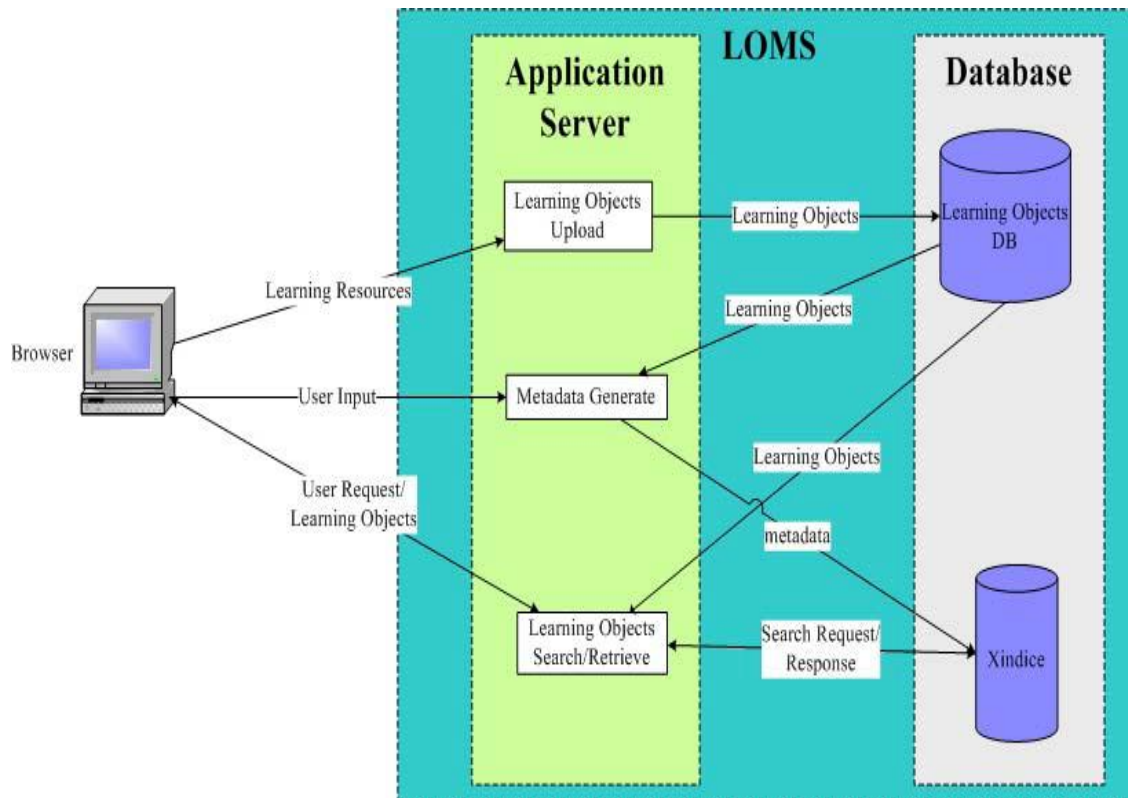 LOMS
Application
Server
Database
Learning Objects
Upload
Learning Objects
Learning Objects
DB
Learning Resources
Learning Objects
Browser
User Input
Metadata Generate
Learning Objects
User Request/
Learning Objects
metadata
Learning Objects
Search/Retrieve
Search Request/
Response
Xindice